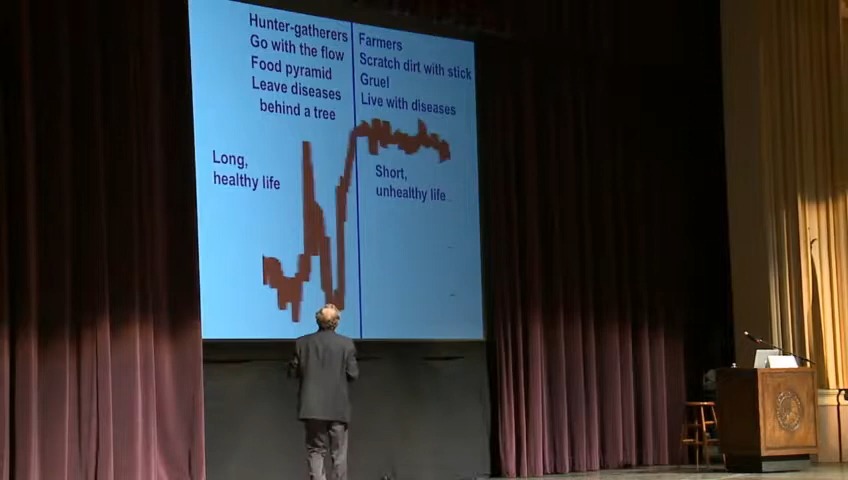 Hunter-gatherers
Go with the flow
Food pyramid
Leave diseases
behind a tree
Farmers
Scratch dirt with stick
Gruel
Live with diseases
Long,
healthy life
Short,
unhealthy life